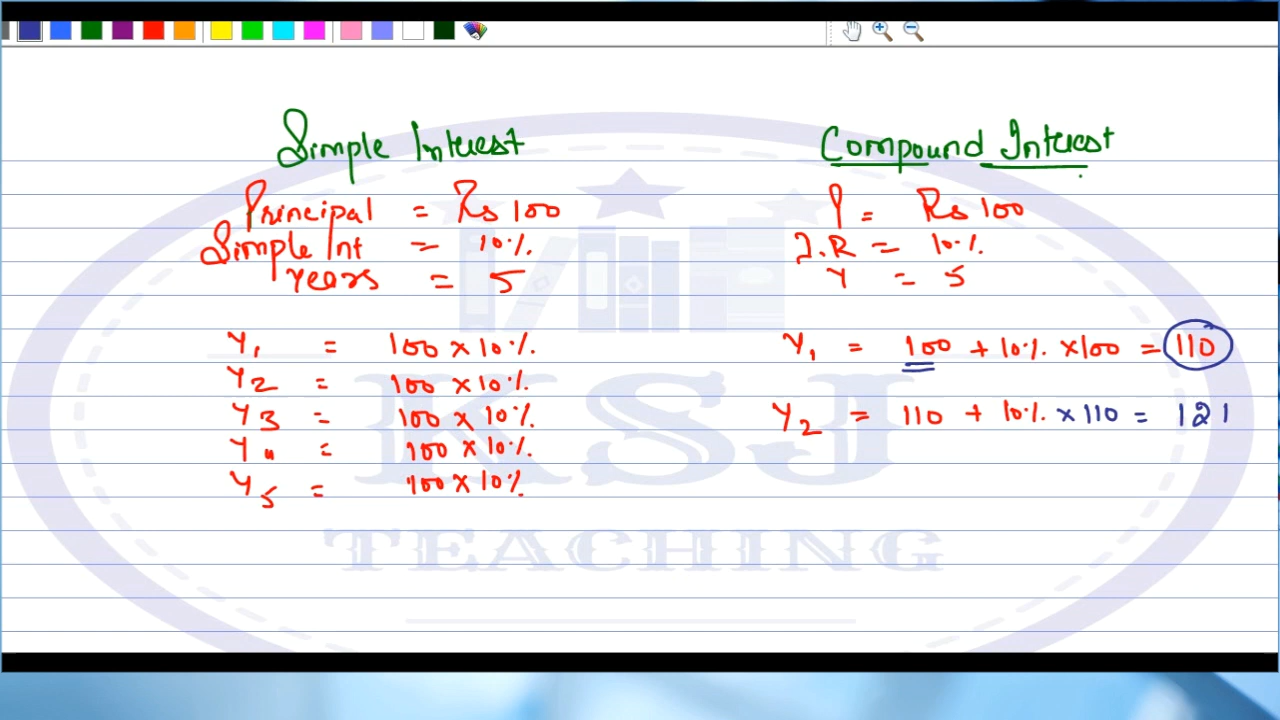 Simple Interest
Principal = Rs 100
Simple Int = 10%
Years = 5
Y1 = 100 x 10%.
Y2 = 100 x 10%.
Y3 = 100 x 10%.
Y4 = 100 x 10%.
Y5 = 100 x 10%.
Compound Interest
P = Rs 100
I.R = 10%
Y = 5
Y1 = 100 + 10% x 100 = 110
Y2 = 110 + 10% x 110 = 121
KSJ
TEACHING